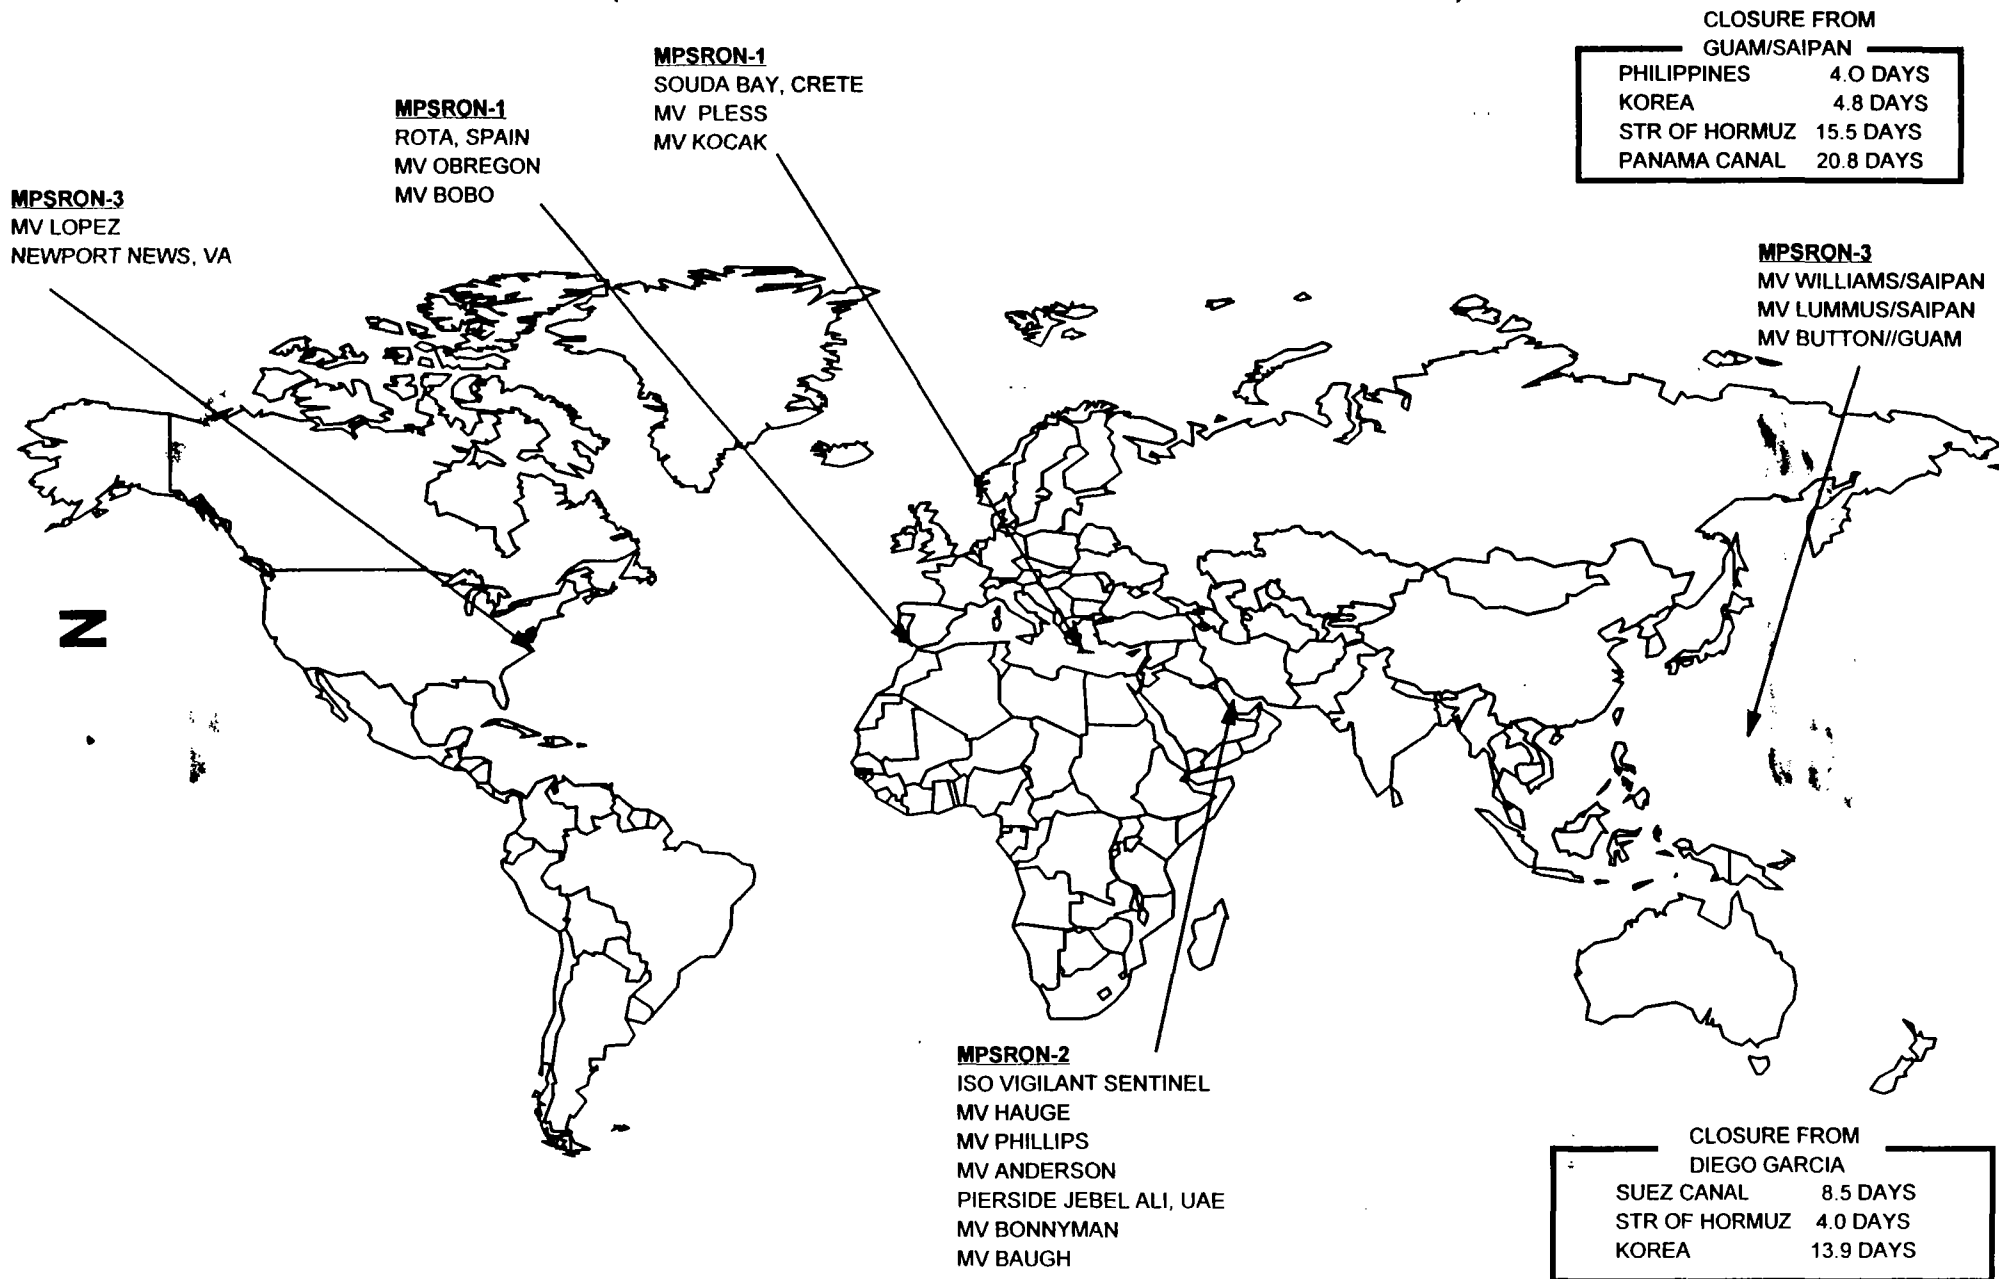 MPSRON-3
MV LOPEZ
NEWPORT NEWS, VA
MPSRON-1
ROTA, SPAIN
MV OBREGON
MV BOBO
MPSRON-1
SOUDA BAY, CRETE
MV PLESS
MV KOCAK
CLOSURE FROM
GUAM/SAIPAN
PHILIPPINES 4.O DAYS
KOREA 4.8 DAYS
STR OF HORMUZ 15.5 DAYS
PANAMA CANAL 20.8 DAYS
MPSRON-3
MV WILLIAMS/SAIPAN
MV LUMMUS/SAIPAN
MV BUTTON//GUAM
Z
MPSRON-2
ISO VIGILANT SENTINEL
MV HAUGE
MV PHILLIPS
MV ANDERSON
PIERSIDE JEBEL ALI, UAE
MV BONNYMAN
MV BAUGH
CLOSURE FROM
DIEGO GARCIA
SUEZ CANAL 8.5 DAYS
STR OF HORMUZ 4.0 DAYS
KOREA 13.9 DAYS